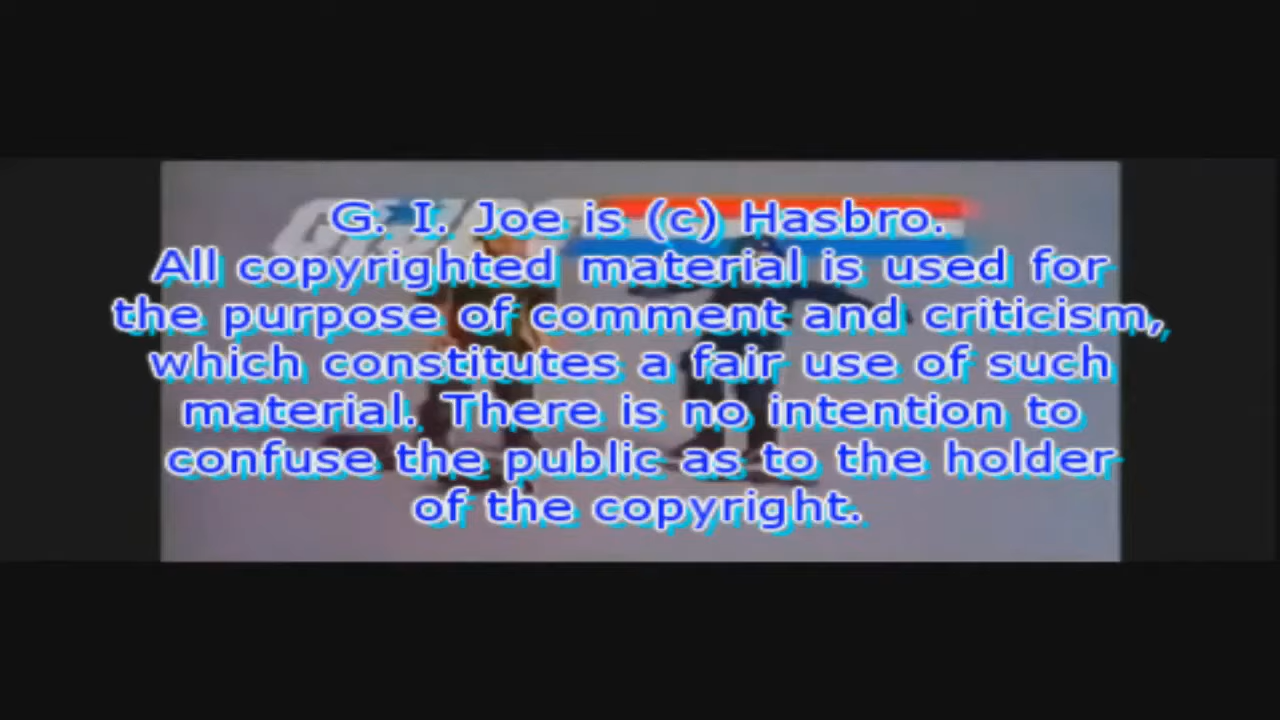 G. I. Joe is (c) Hasbro.
All copyrighted material is used for
the purpose of comment and criticism,
which constitutes a fair use of such
material. There is no intention to
confuse the public as to the holder
of the copyright.